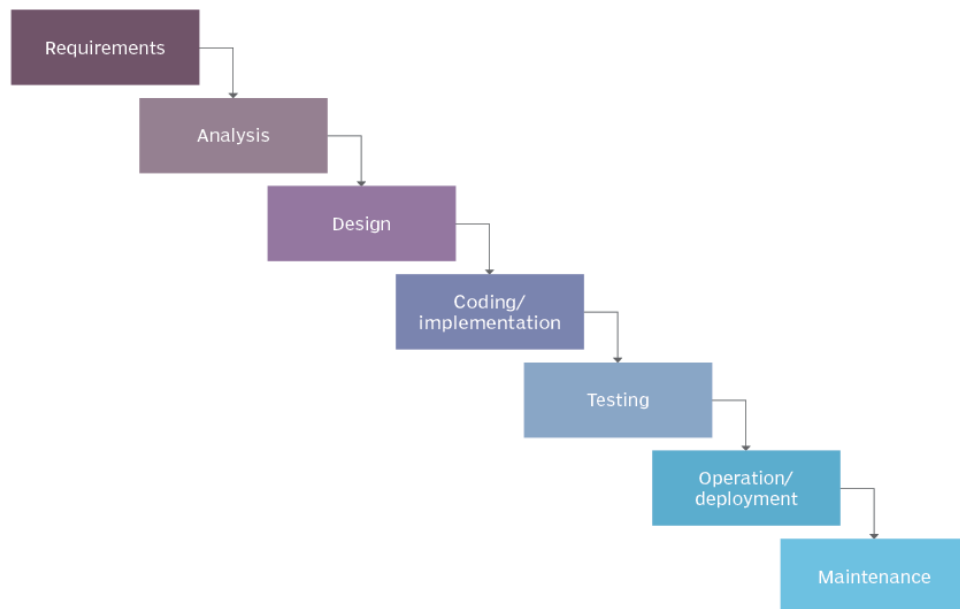 Requirements
Analysis
Design
Coding/
implementation
Testing
Operation/
deployment
Maintenance